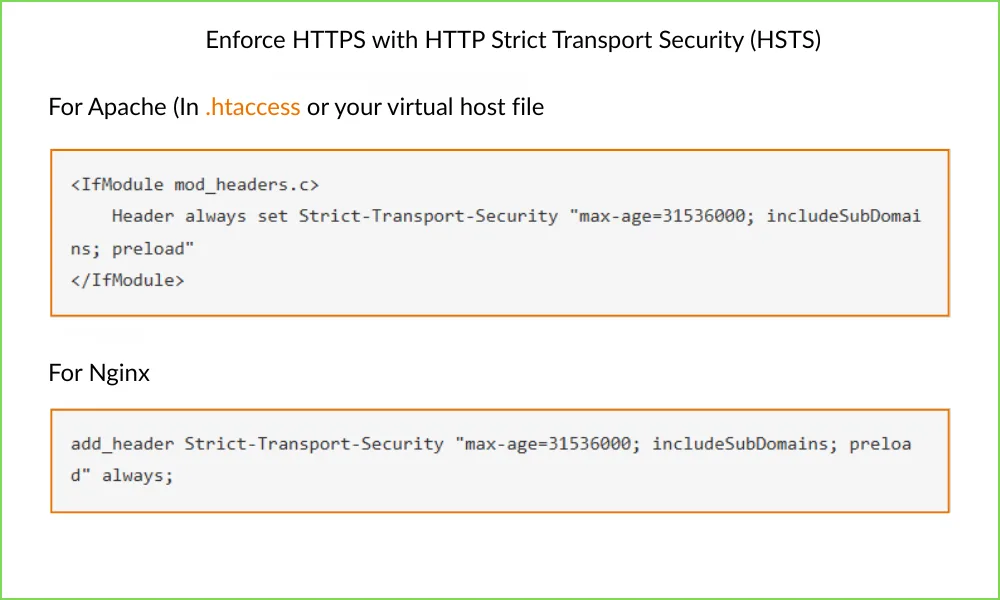 Enforce HTTPS with HTTP Strict Transport Security (HSTS)
For Apache (In .htaccess or your virtual host file
<IfModule mod_headers.c>
    Header always set Strict-Transport-Security "max-age=31536000; includeSubDomai
ns; preload"
</IfModule>
For Nginx
add_header Strict-Transport-Security "max-age=31536000; includeSubDomains; preloa
d" always;